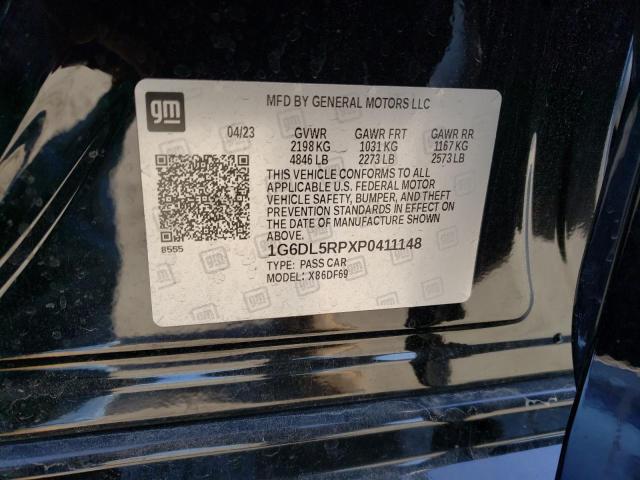 gm
MFD BY GENERAL MOTORS LLC
04/23 GVWR GAWR FRT GAWR RR
2198 KG 1031 KG 1167 KG
4846 LB 2273 LB 2573 LB
THIS VEHICLE CONFORMS TO ALL
APPLICABLE U.S. FEDERAL MOTOR
VEHICLE SAFETY, BUMPER, AND THEFT
PREVENTION STANDARDS IN EFFECT ON
THE DATE OF MANUFACTURE SHOWN
ABOVE.
8555
1G6DL5RPXP0411148
TYPE: PASS CAR
MODEL: X86DF69